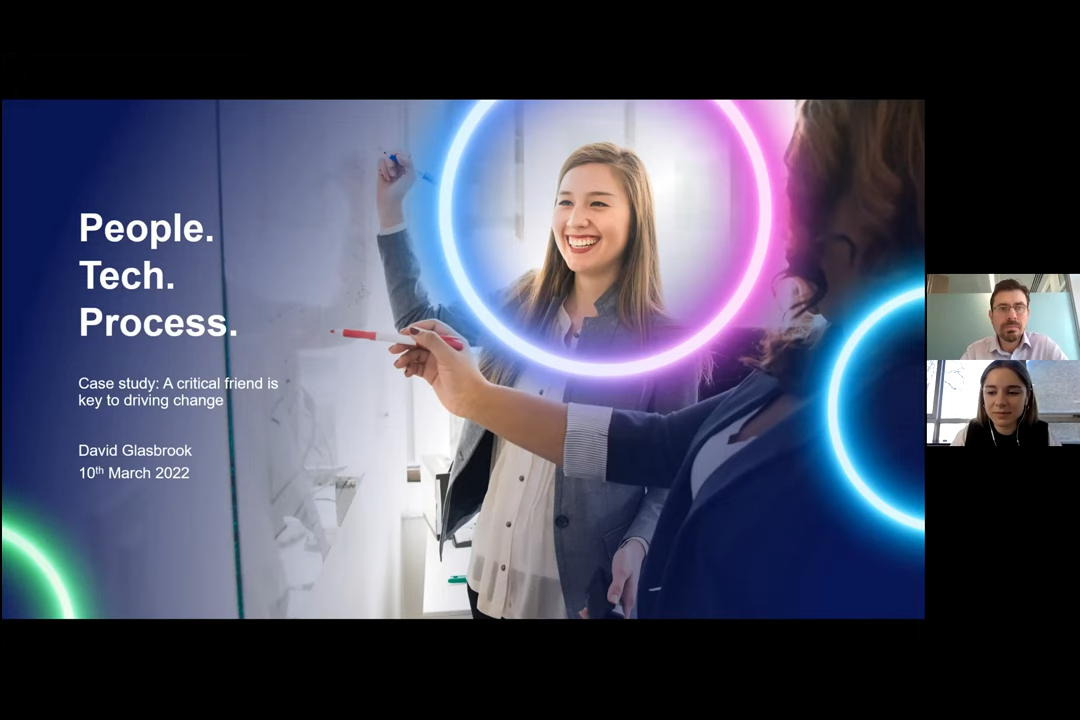 People.
Tech.
Process.
Case study: A critical friend is
key to driving change
David Glasbrook
10th March 2022